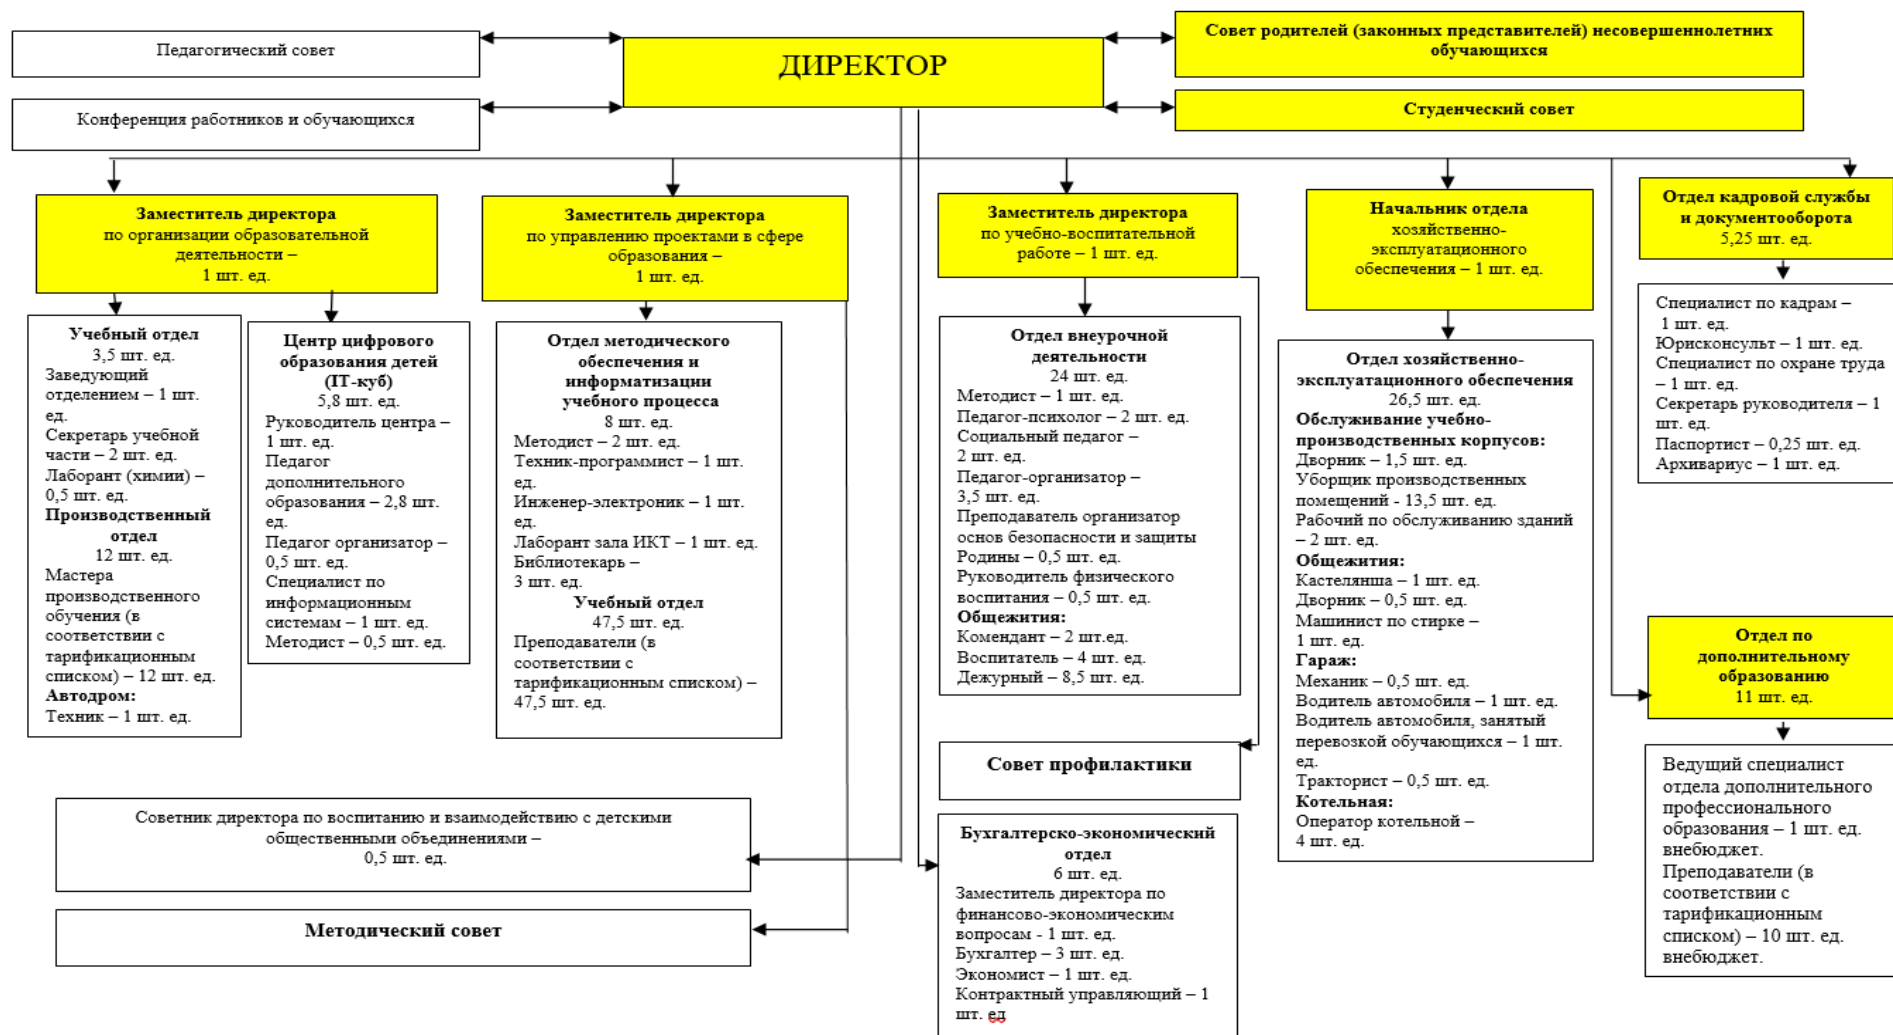 Педагогический совет
Конференция работников и обучающихся
ДИРЕКТОР
Совет родителей (законных представителей) несовершеннолетних
обучающихся
Студенческий совет
Заместитель директора
по организации образовательной
деятельности –
1 шт. ед.
Заместитель директора
по управлению проектами в сфере
образования –
1 шт. ед.
Заместитель директора
по учебно-воспитательной
работе – 1 шт. ед.
Начальник отдела
хозяйственно-
эксплуатационного
обеспечения – 1 шт. ед.
Отдел кадровой службы
и документооборота
5,25 шт. ед.
Учебный отдел
3,5 шт. ед.
Заведующий
отделением – 1 шт.
ед.
Секретарь учебной
части – 2 шт. ед.
Лаборант (химии) –
0,5 шт. ед.
Производственный
отдел
12 шт. ед.
Мастера
производственного
обучения (в
соответствии с
тарификационным
списком) – 12 шт. ед.
Автодром:
Техник – 1 шт. ед.
Центр цифрового
образования детей
(IT-куб)
5,8 шт. ед.
Руководитель центра –
1 шт. ед.
Педагог
дополнительного
образования – 2,8 шт.
ед.
Педагог организатор –
0,5 шт. ед.
Специалист по
информационным
системам – 1 шт. ед.
Методист – 0,5 шт. ед.
Отдел методического
обеспечения и
информатизации
учебного процесса
8 шт. ед.
Методист – 2 шт. ед.
Техник-программист – 1 шт.
ед.
Инженер-электроник – 1 шт.
ед.
Лаборант зала ИКТ – 1 шт. ед.
Библиотекарь –
3 шт. ед.
Учебный отдел
47,5 шт. ед.
Преподаватели (в
соответствии с
тарификационным списком) –
47,5 шт. ед.
Отдел внеурочной
деятельности
24 шт. ед.
Методист – 1 шт. ед.
Педагог-психолог – 2 шт. ед.
Социальный педагог –
2 шт. ед.
Педагог-организатор –
3,5 шт. ед.
Преподаватель организатор
основ безопасности и защиты
Родины – 0,5 шт. ед.
Руководитель физического
воспитания – 0,5 шт. ед.
Общежития:
Комендант – 2 шт.ед.
Воспитатель – 4 шт. ед.
Дежурный – 8,5 шт. ед.
Отдел хозяйственно-
эксплуатационного обеспечения
26,5 шт. ед.
Обслуживание учебно-
производственных корпусов:
Дворник – 1,5 шт. ед.
Уборщик производственных
помещений - 13,5 шт. ед.
Рабочий по обслуживанию зданий
– 2 шт. ед.
Общежития:
Кастелянша – 1 шт. ед.
Дворник – 0,5 шт. ед.
Машинист по стирке –
1 шт. ед.
Гараж:
Механик – 0,5 шт. ед.
Водитель автомобиля – 1 шт. ед.
Водитель автомобиля, занятый
перевозкой обучающихся – 1 шт.
ед.
Тракторист – 0,5 шт. ед.
Котельная:
Оператор котельной –
4 шт. ед.
Специалист по кадрам –
1 шт. ед.
Юрисконсульт – 1 шт. ед.
Специалист по охране труда
– 1 шт. ед.
Секретарь руководителя – 1
шт. ед.
Паспортист – 0,25 шт. ед.
Архивариус – 1 шт. ед.
Отдел по
дополнительному
образованию
11 шт. ед.
Ведущий специалист
отдела дополнительного
профессионального
образования – 1 шт. ед.
внебюджет.
Преподаватели (в
соответствии с
тарификационным
списком) – 10 шт. ед.
внебюджет.
Совет профилактики
Советник директора по воспитанию и взаимодействию с детскими
общественными объединениями –
0,5 шт. ед.
Методический совет
Бухгалтерско-экономический
отдел
6 шт. ед.
Заместитель директора по
финансово-экономическим
вопросам - 1 шт. ед.
Бухгалтер – 3 шт. ед.
Экономист – 1 шт. ед.
Контрактный управляющий – 1
шт. ед